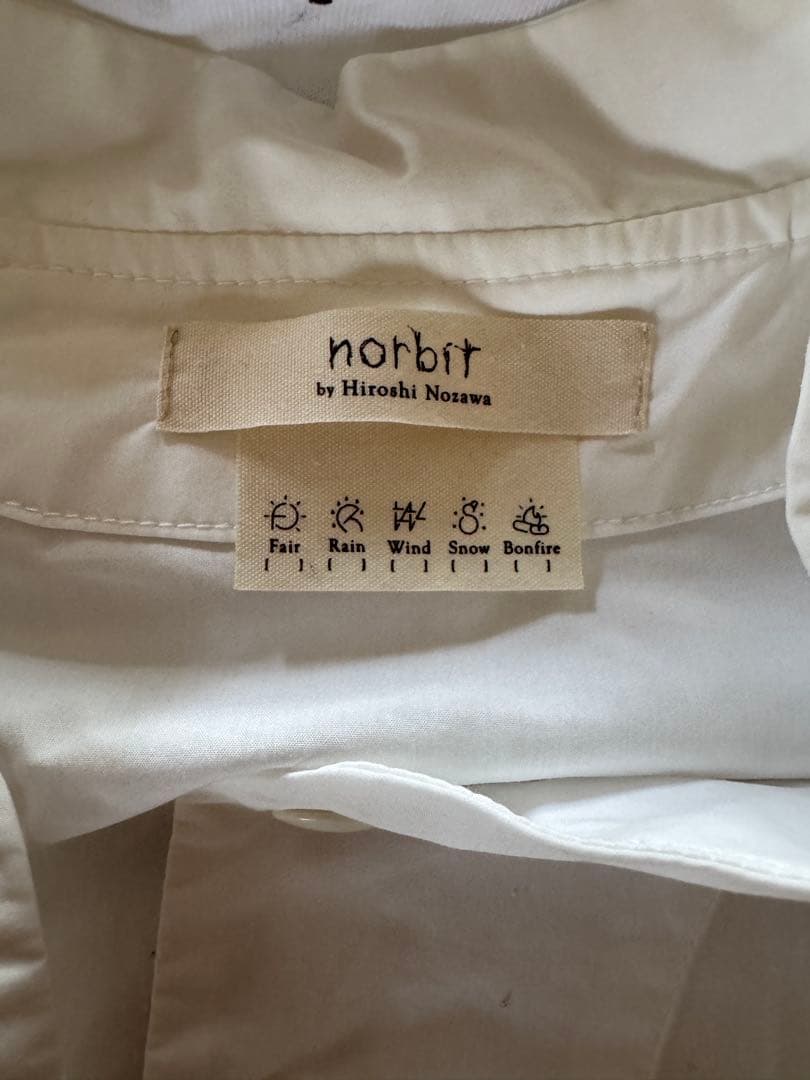 norbit
by Hiroshi Nozawa
Fair Rain Wind Snow Bonfire
[ ] [ ] [ ] [ ] [ ]